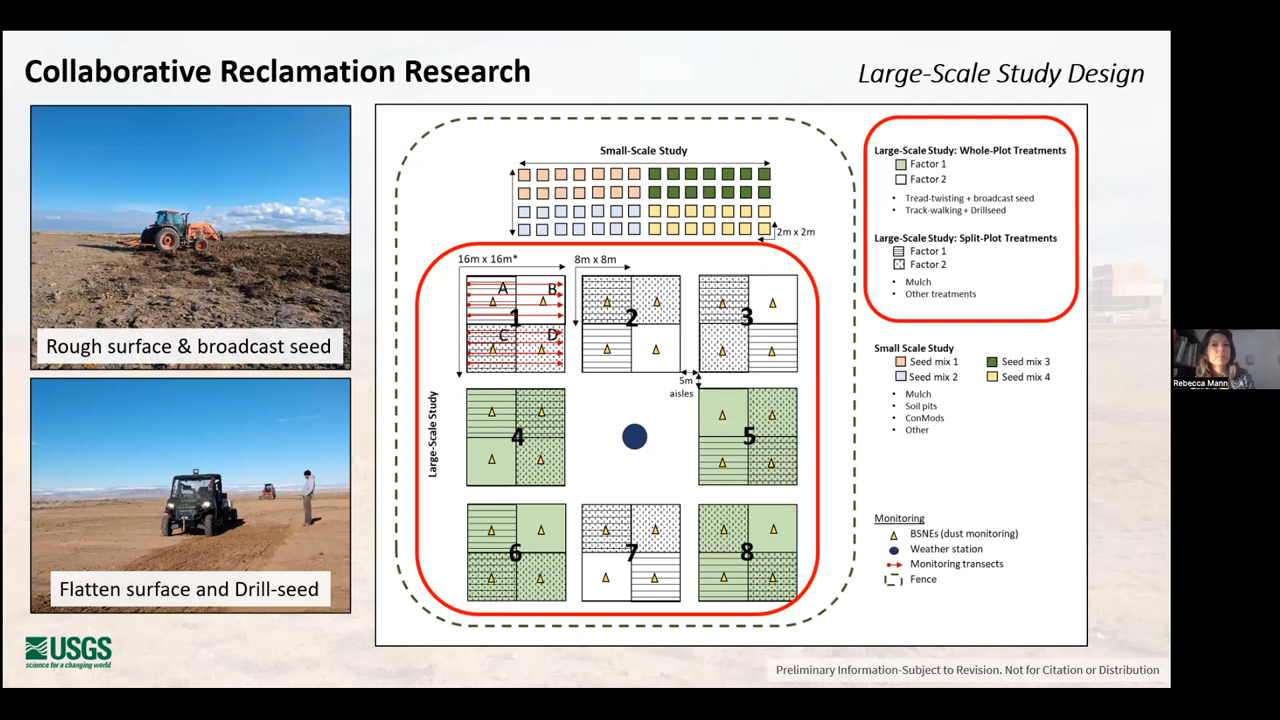 Collaborative Reclamation Research
Large-Scale Study Design
Rough surface & broadcast seed
Flatten surface and Drill-seed
USGS
science for a changing world
Small-Scale Study
2m x 2m
16m x 16m*
8m x 8m
A
B
1
C
D
2
3
5m
aisles
Large-Scale Study
4
5
6
7
8
Large-Scale Study: Whole-Plot Treatments
Factor 1
Factor 2
• Tread-twisting + broadcast seed
• Track-walking + Drillseed
Large-Scale Study: Split-Plot Treatments
Factor 1
Factor 2
• Mulch
• Other treatments
Small Scale Study
Seed mix 1
Seed mix 3
Seed mix 2
Seed mix 4
• Mulch
• Soil pits
• ConMods
• Other
Monitoring
BSNEs (dust monitoring)
Weather station
Monitoring transects
Fence
Preliminary Information-Subject to Revision. Not for Citation or Distribution
Rebecca Mann